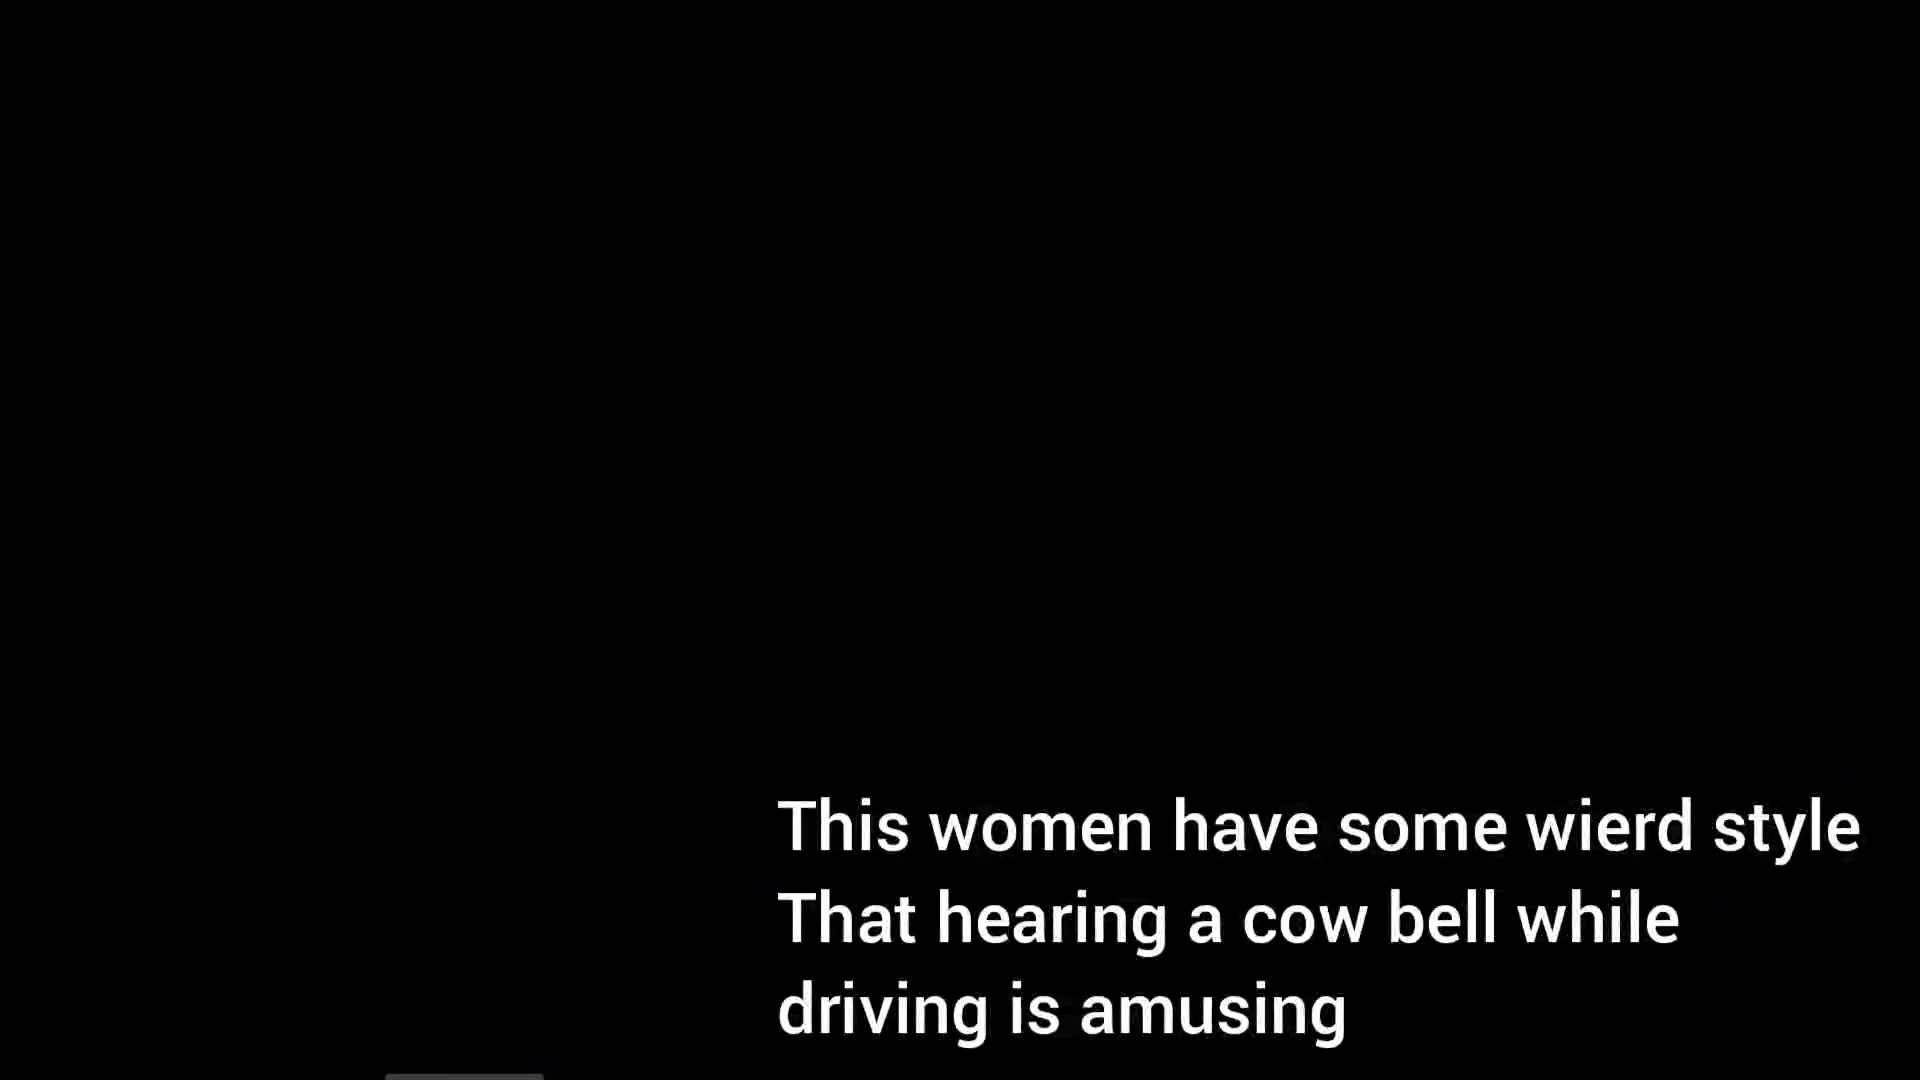 This women have some wierd style
That hearing a cow bell while
driving is amusing